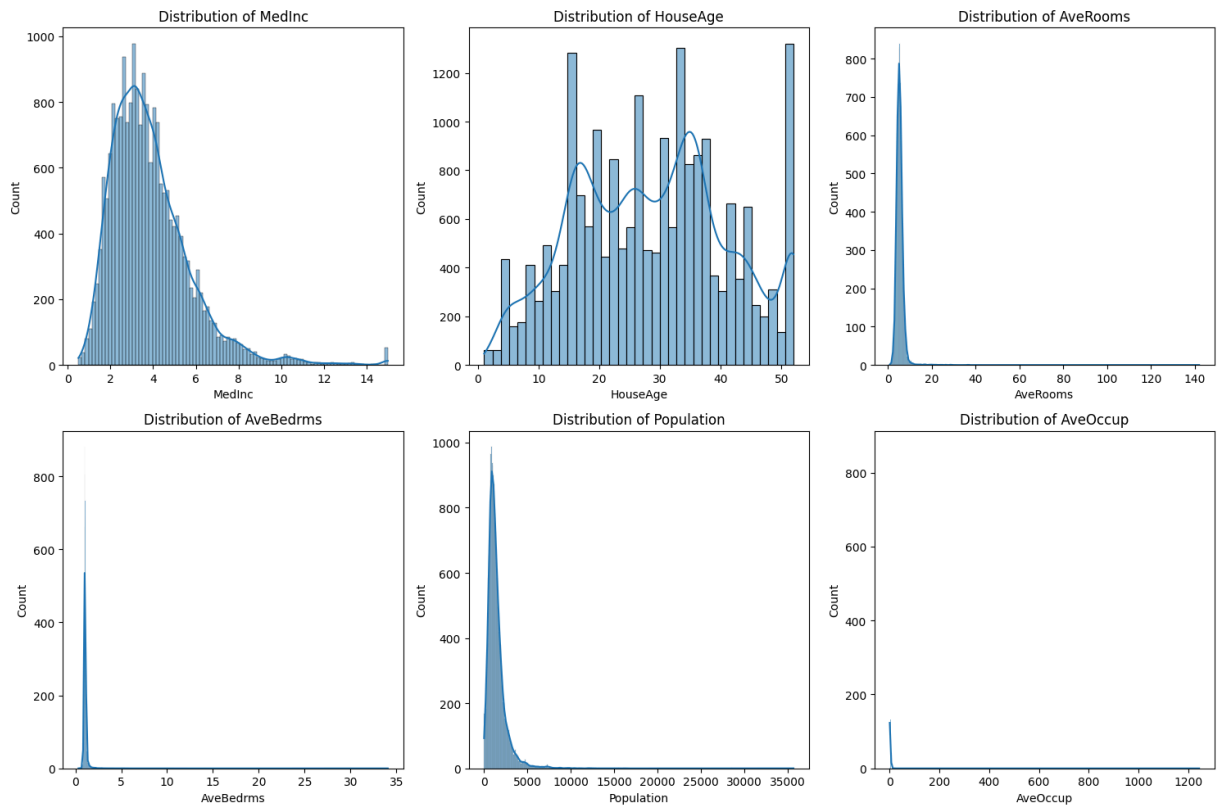 Distribution of MedInc
Count
1000
800
600
400
200
0
0 2 4 6 8 10 12 14
MedInc
Distribution of HouseAge
Count
1200
1000
800
600
400
200
0
0 10 20 30 40 50
HouseAge
Distribution of AveRooms
Count
800
700
600
500
400
300
200
100
0
0 20 40 60 80 100 120 140
AveRooms
Distribution of AveBedrms
Count
800
600
400
200
0
0 5 10 15 20 25 30 35
AveBedrms
Distribution of Population
Count
1000
800
600
400
200
0
0 5000 10000 15000 20000 25000 30000 35000
Population
Distribution of AveOccup
Count
800
600
400
200
0
0 200 400 600 800 1000 1200
AveOccup